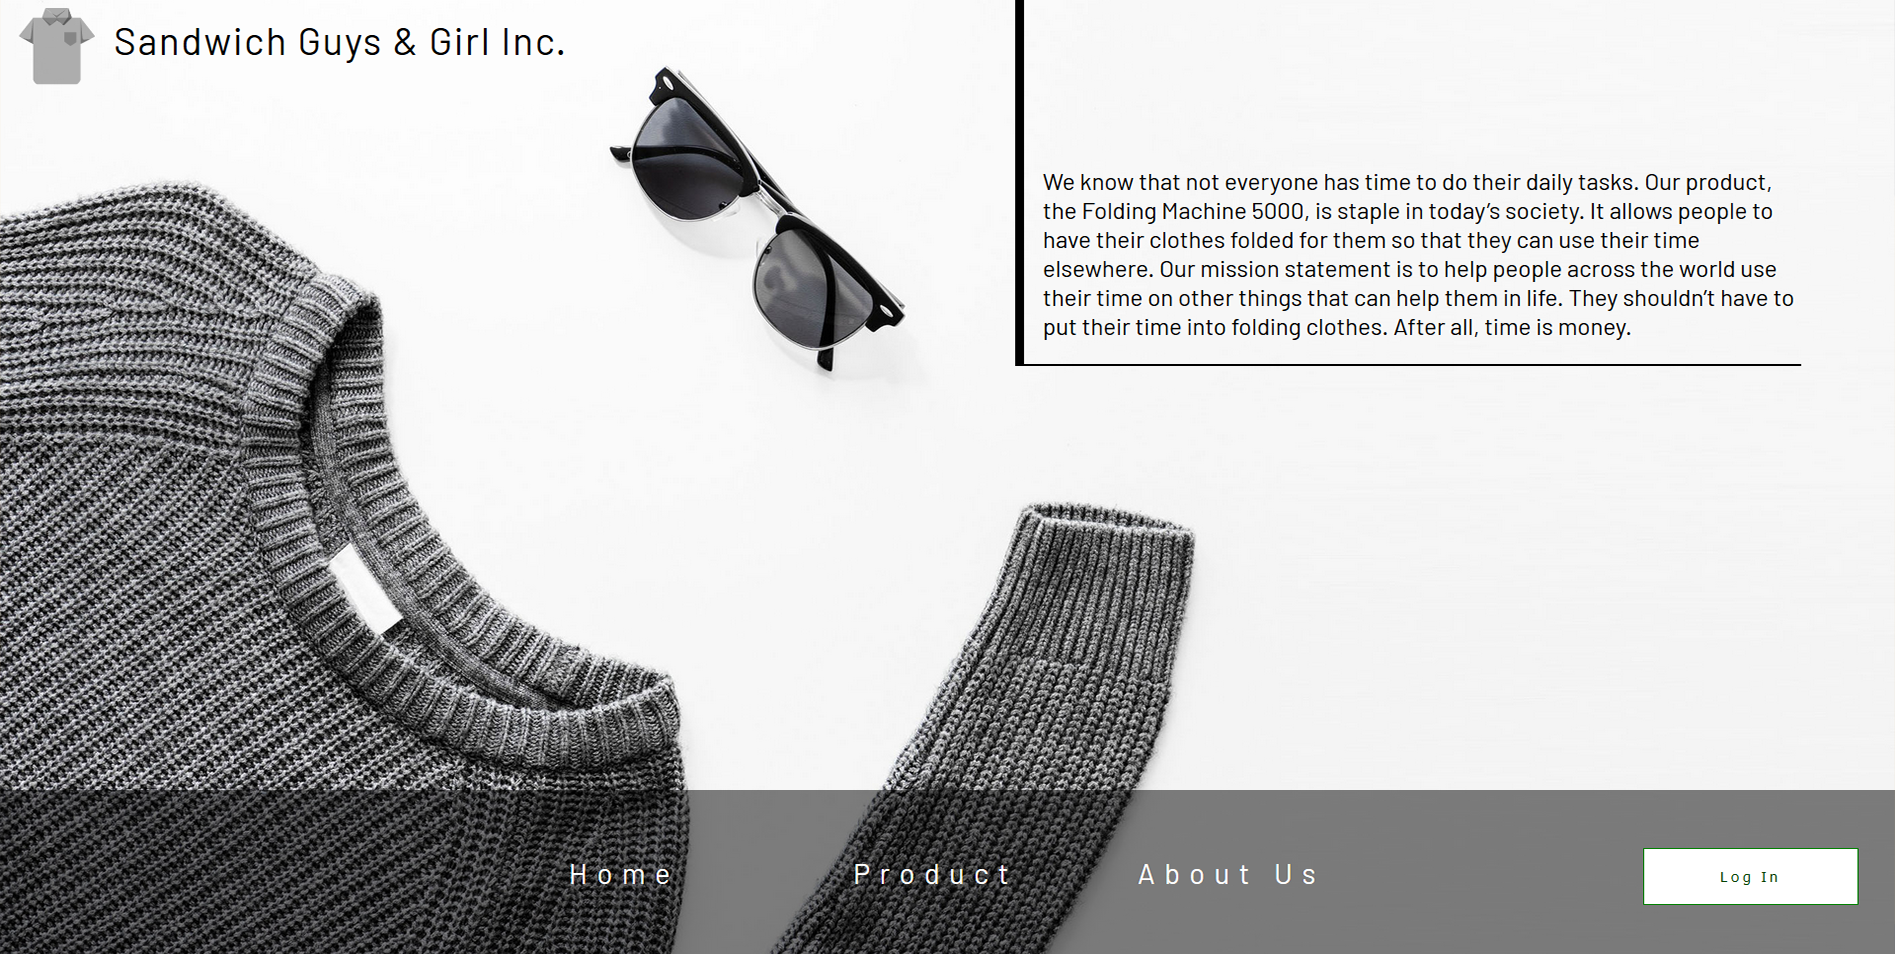 Sandwich Guys & Girl Inc.
We know that not everyone has time to do their daily tasks. Our product,
the Folding Machine 5000, is staple in today's society. It allows people to
have their clothes folded for them so that they can use their time
elsewhere. Our mission statement is to help people across the world use
their time on other things that can help them in life. They shouldn't have to
put their time into folding clothes. After all, time is money.
Home
Product
About Us
Log In